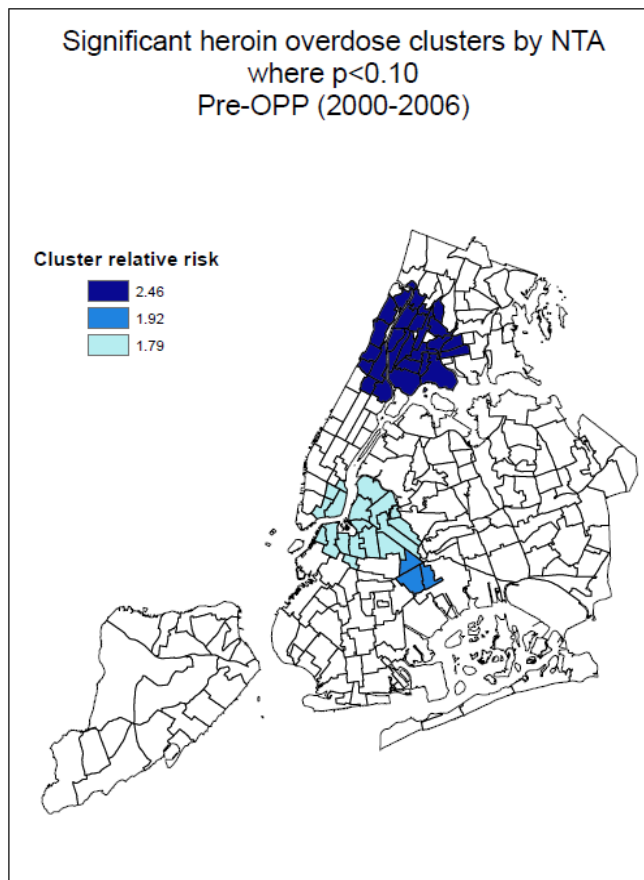 Significant heroin overdose clusters by NTA
where p<0.10
Pre-OPP (2000-2006)
Cluster relative risk
2.46
1.92
1.79